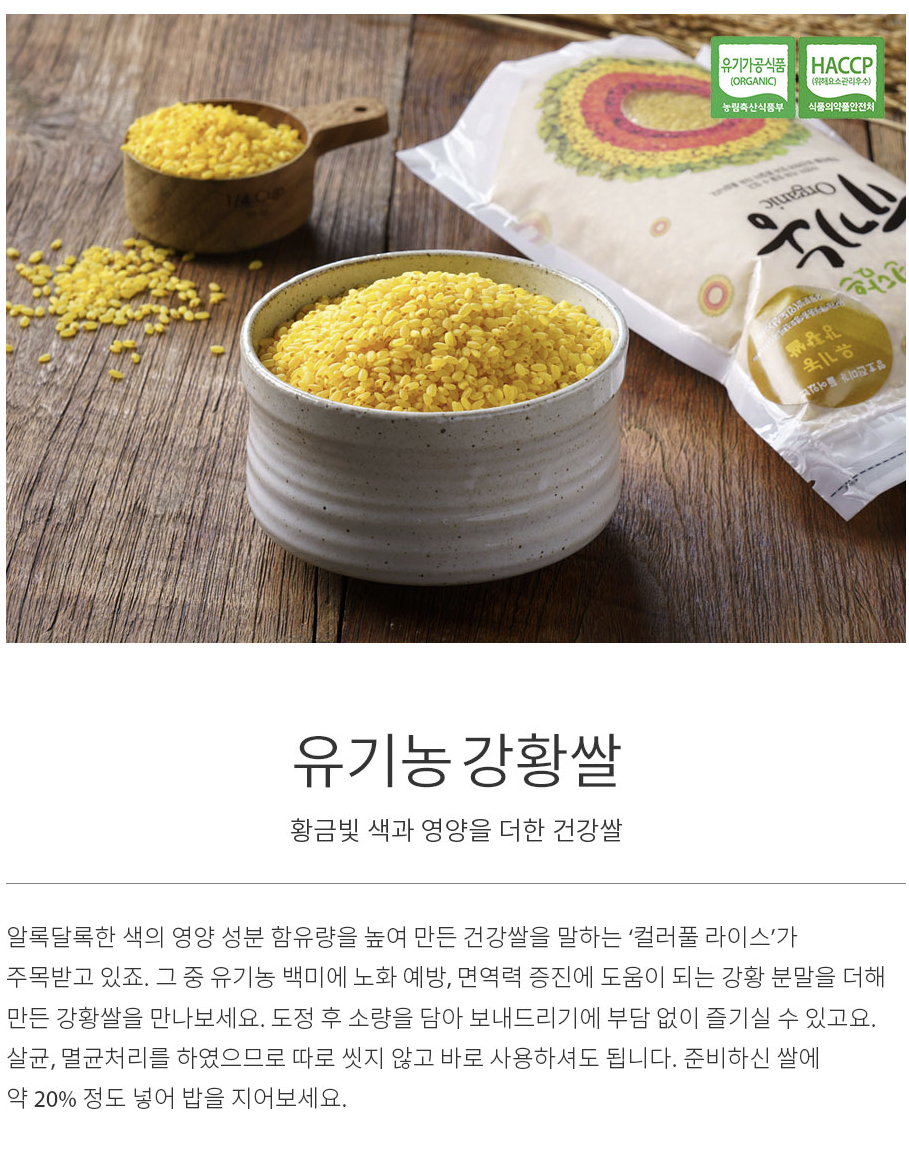 유기가공식품
(ORGANIC)
농림축산식품부
HACCP
(위해요소관리우수)
식품의약품안전처
1/4 Cup
Organic
유기농
유기농
유기농 강황쌀
황금빛 색과 영양을 더한 건강쌀
알록달록한 색의 영양 성분 함유량을 높여 만든 건강쌀을 말하는 ‘컬러풀 라이스’가
주목받고 있죠. 그 중 유기농 백미에 노화 예방, 면역력 증진에 도움이 되는 강황 분말을 더해
만든 강황쌀을 만나보세요. 도정 후 소량을 담아 보내드리기에 부담 없이 즐기실 수 있고요.
살균, 멸균처리를 하였으므로 따로 씻지 않고 바로 사용하셔도 됩니다. 준비하신 쌀에
약 20% 정도 넣어 밥을 지어보세요.